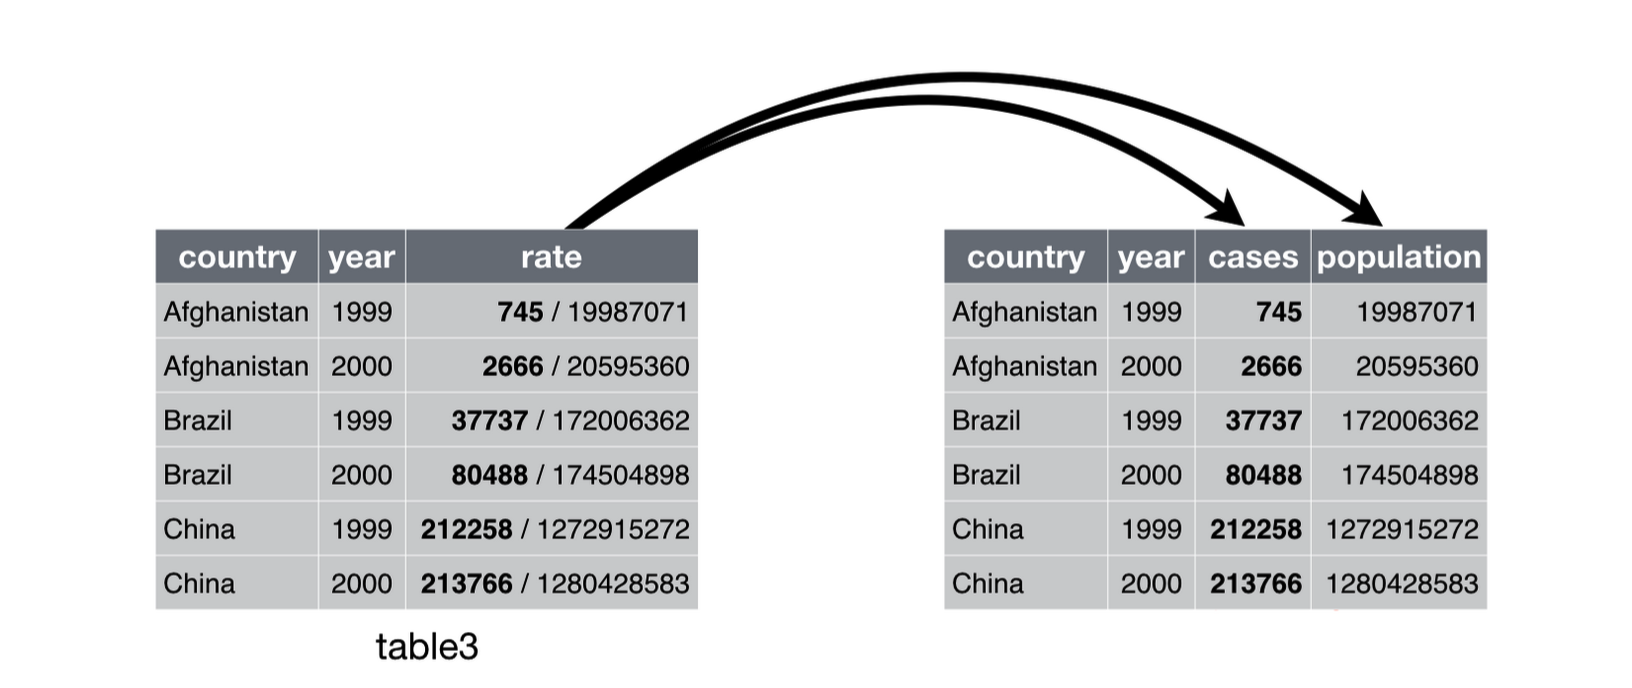 country year rate
Afghanistan 1999 745 / 19987071
Afghanistan 2000 2666 / 20595360
Brazil 1999 37737 / 172006362
Brazil 2000 80488 / 174504898
China 1999 212258 / 1272915272
China 2000 213766 / 1280428583
table3
country year cases population
Afghanistan 1999 745 19987071
Afghanistan 2000 2666 20595360
Brazil 1999 37737 172006362
Brazil 2000 80488 174504898
China 1999 212258 1272915272
China 2000 213766 1280428583